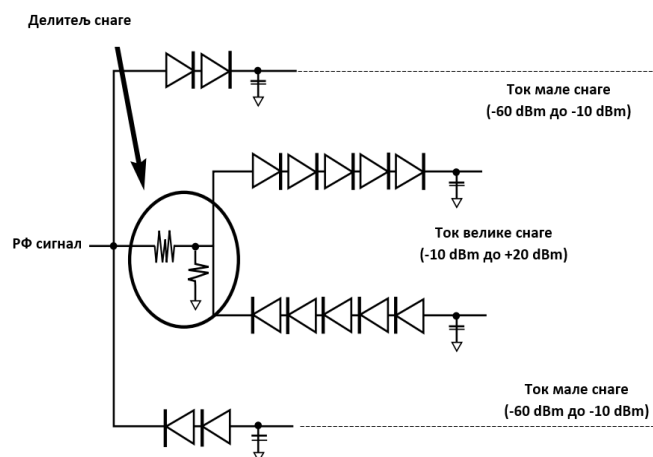 Делитељ снаге
Ток мале снаге
(-60 dBm до -10 dBm)
Ток велике снаге
(-10 dBm до +20 dBm)
РФ сигнал
Ток мале снаге
(-60 dBm до -10 dBm)